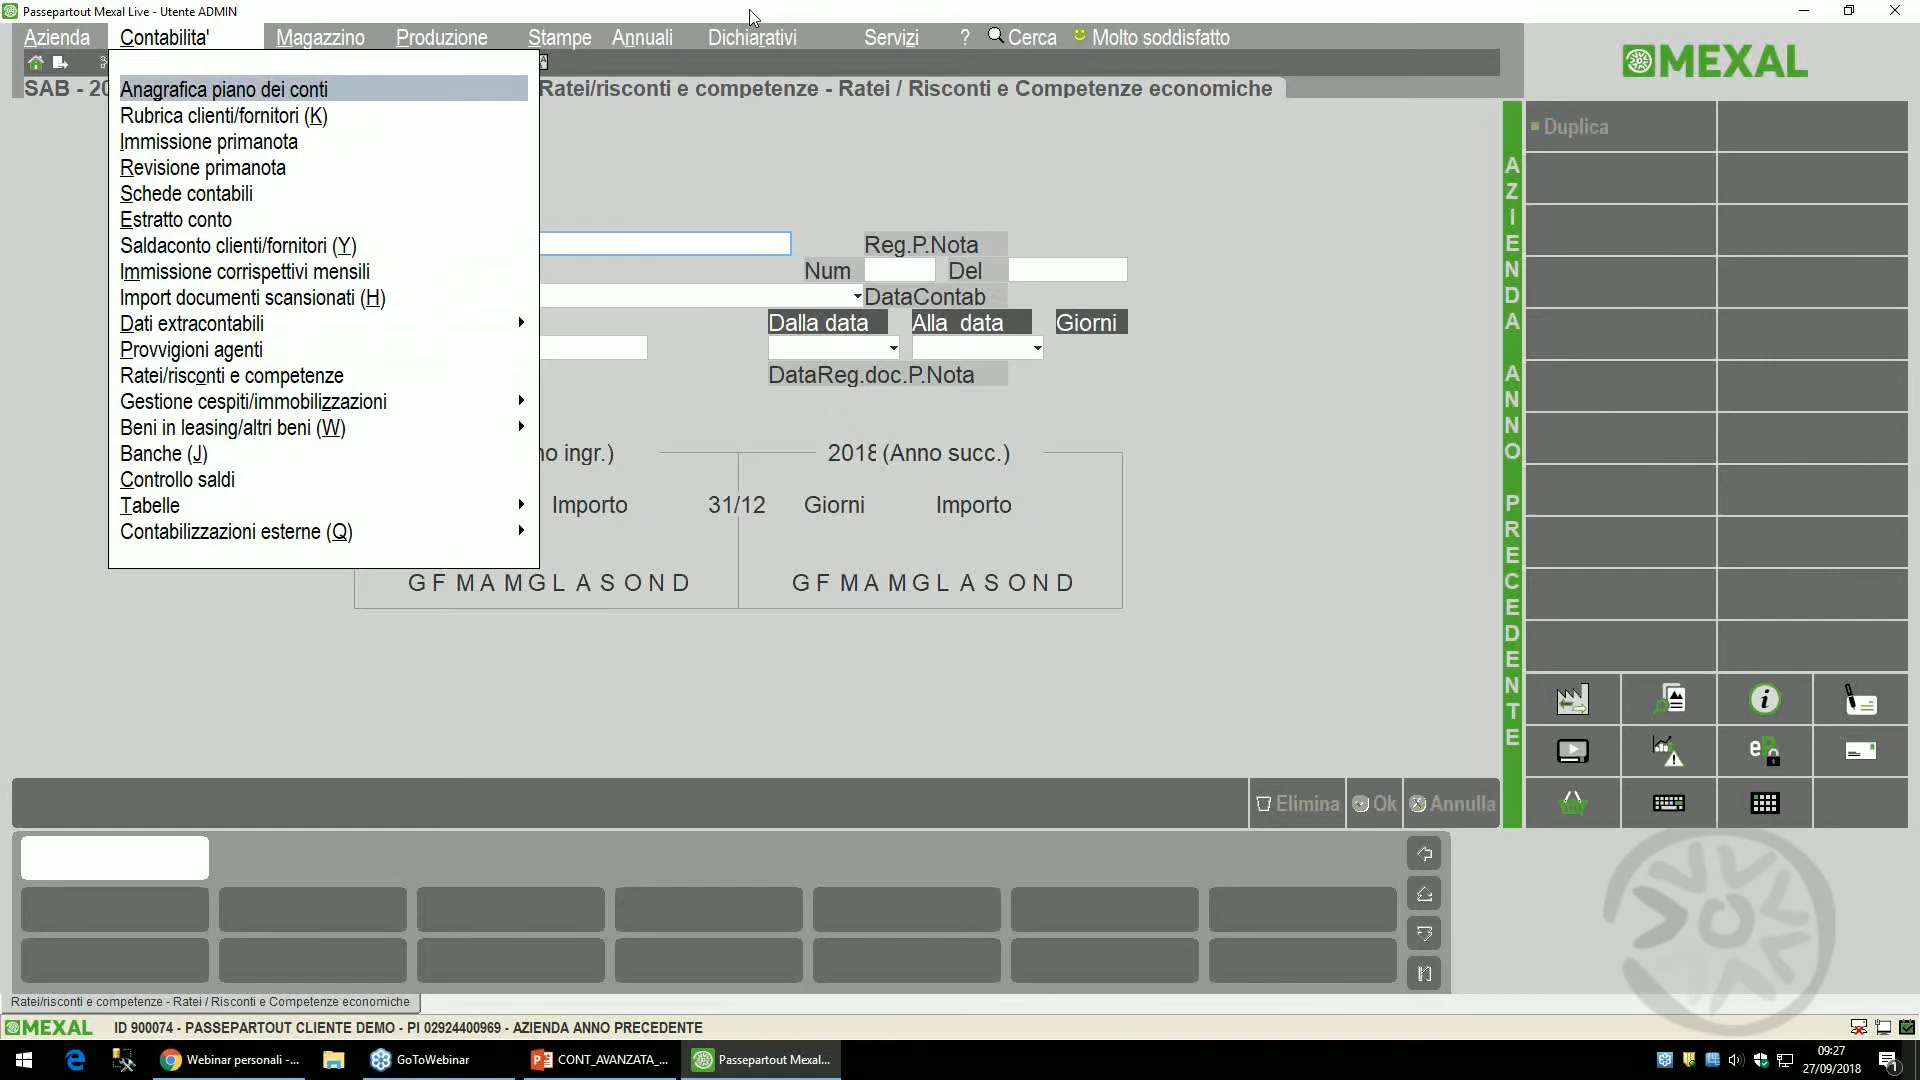 Passepartout Mexal Live - Utente ADMIN
Azienda Contabilita' Magazzino Produzione Stampe Annuali Dichiarativi Servizi ? Cerca Molto soddisfatto
MEXAL
SAB - 20 Ratei/risconti e competenze - Ratei / Risconti e Competenze economiche
Anagrafica piano dei conti
Rubrica clienti/fornitori (K)
Immissione primanota
Revisione primanota
Schede contabili
Estratto conto
Saldaconto clienti/fornitori (Y)
Immissione corrispettivi mensili
Import documenti scansionati (H)
Dati extracontabili
Provvigioni agenti
Ratei/risconti e competenze
Gestione cespiti/immobilizzazioni
Beni in leasing/altri beni (W)
Banche (J)
Controllo saldi
Tabelle
Contabilizzazioni esterne (Q)
Reg.P.Nota
Num Del
DataContab
Dalla data Alla data Giorni
DataReg.doc.P.Nota
no ingr.) 2018 (Anno succ.)
Importo 31/12 Giorni Importo
G F M A M G L A S O N D G F M A M G L A S O N D
AZIENDA ANNO PRECEDENTE
Duplica
Elimina Ok Annulla
Ratei/risconti e competenze - Ratei / Risconti e Competenze economiche
MEXAL ID 900074 - PASSEPARTOUT CLIENTE DEMO - PI 02924400969 - AZIENDA ANNO PRECEDENTE
Webinar personali -... GoToWebinar CONT_AVANZATA_... Passepartout Mexal...
09:27
27/09/2018
1